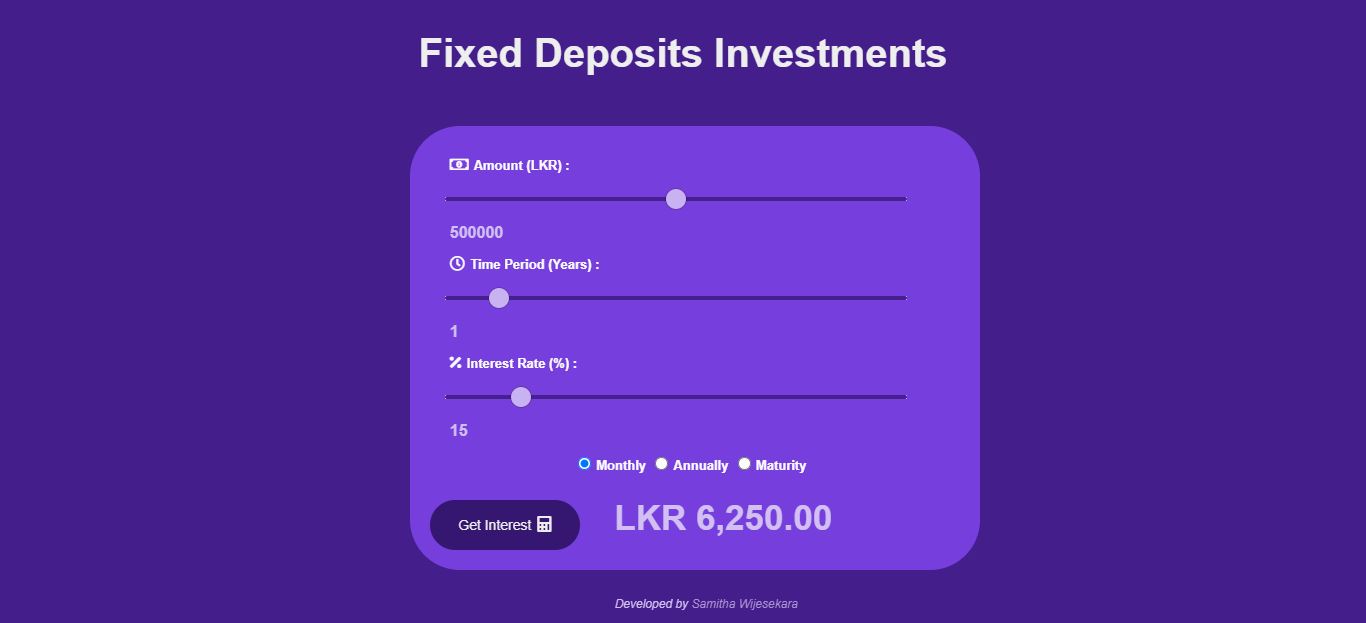 Fixed Deposits Investments
Amount (LKR) :
500000
Time Period (Years) :
1
Interest Rate (%) :
15
Monthly Annually Maturity
Get Interest LKR 6,250.00
Developed by Samitha Wijesekara